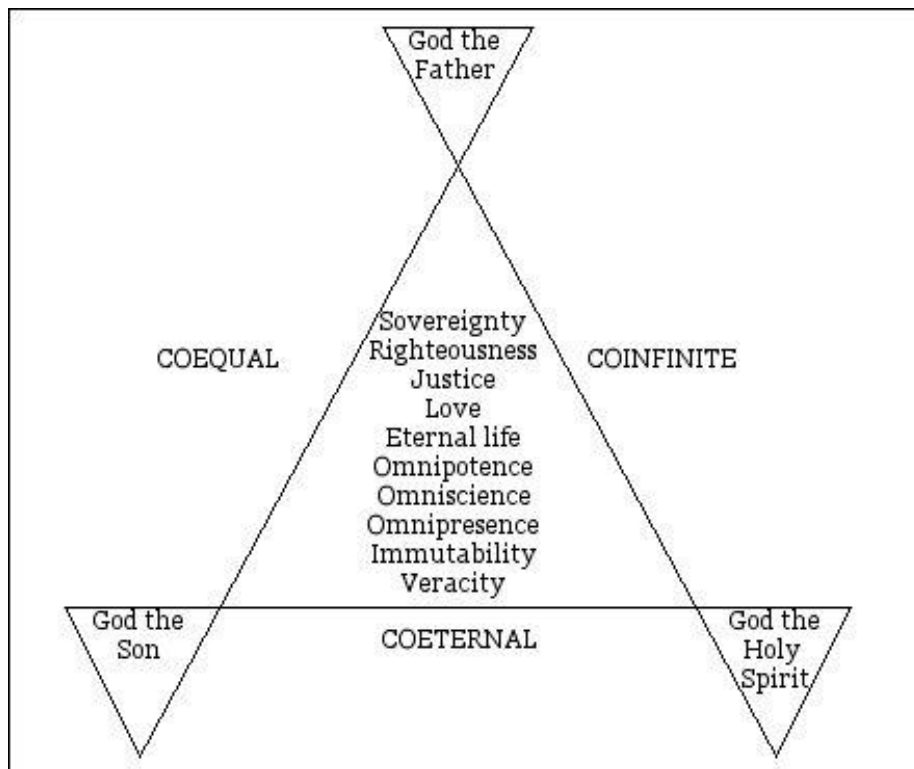 God the
Father
Sovereignty
Righteousness
COEQUAL
COINFINITE
Justice
Love
Eternal life
Omnipotence
Omniscience
Omnipresence
Immutability
Veracity
God the
Son
COETERNAL
God the
Holy
Spirit